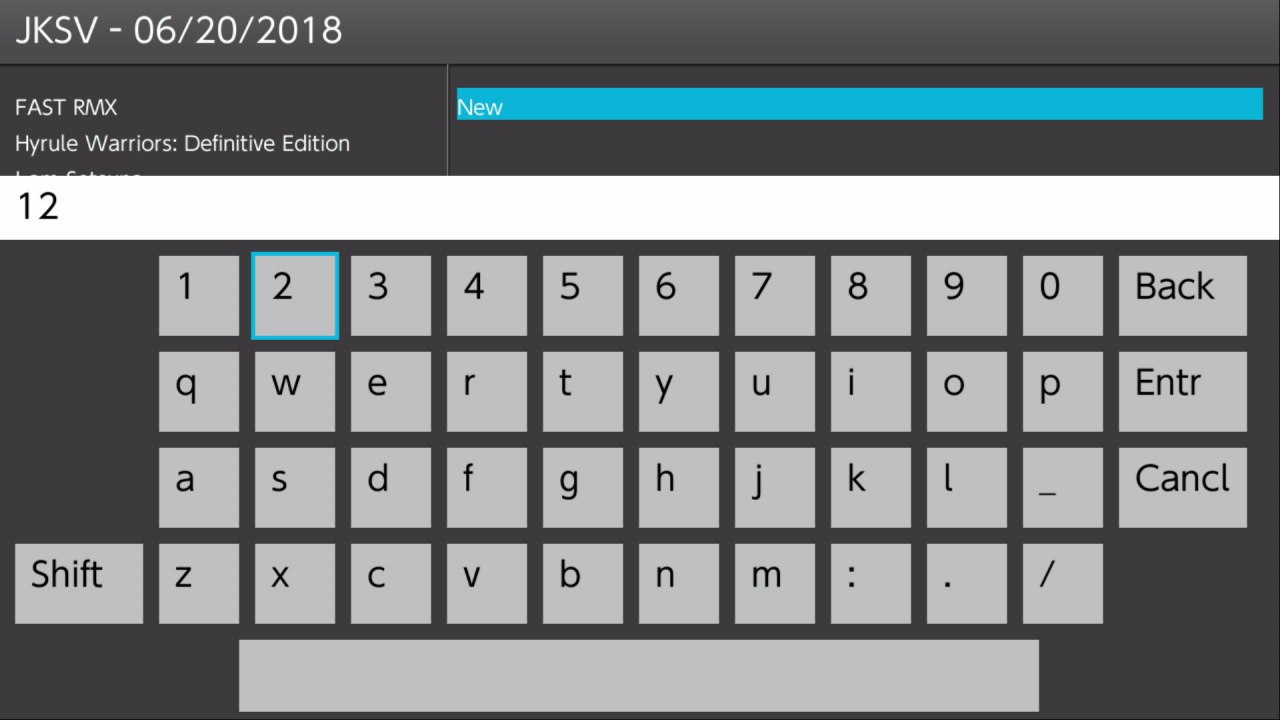 JKSV - 06/20/2018
FAST RMX
New
Hyrule Warriors: Definitive Edition
12
1 2 3 4 5 6 7 8 9 0 Back
q w e r t y u i o p Entr
a s d f g h j k l _ Cancl
Shift z x c v b n m : . /